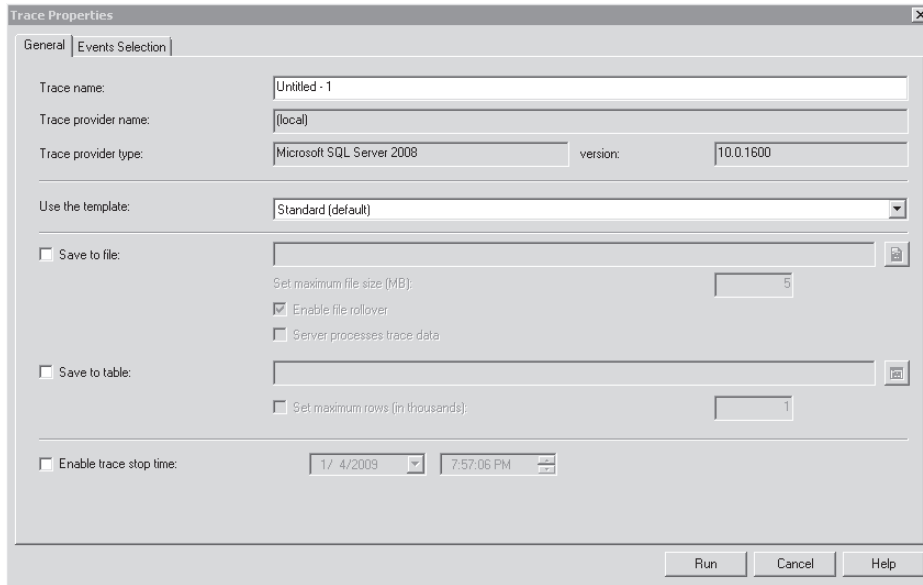 Trace Properties
General Events Selection
Trace name: Untitled - 1
Trace provider name: (local)
Trace provider type: Microsoft SQL Server 2008 version: 10.0.1600
Use the template: Standard (default)
Save to file:
Set maximum file size (MB): 5
Enable file rollover
Server processes trace data
Save to table:
Set maximum rows (in thousands): 1
Enable trace stop time: 1/ 4/2009 7:57:06 PM
Run Cancel Help